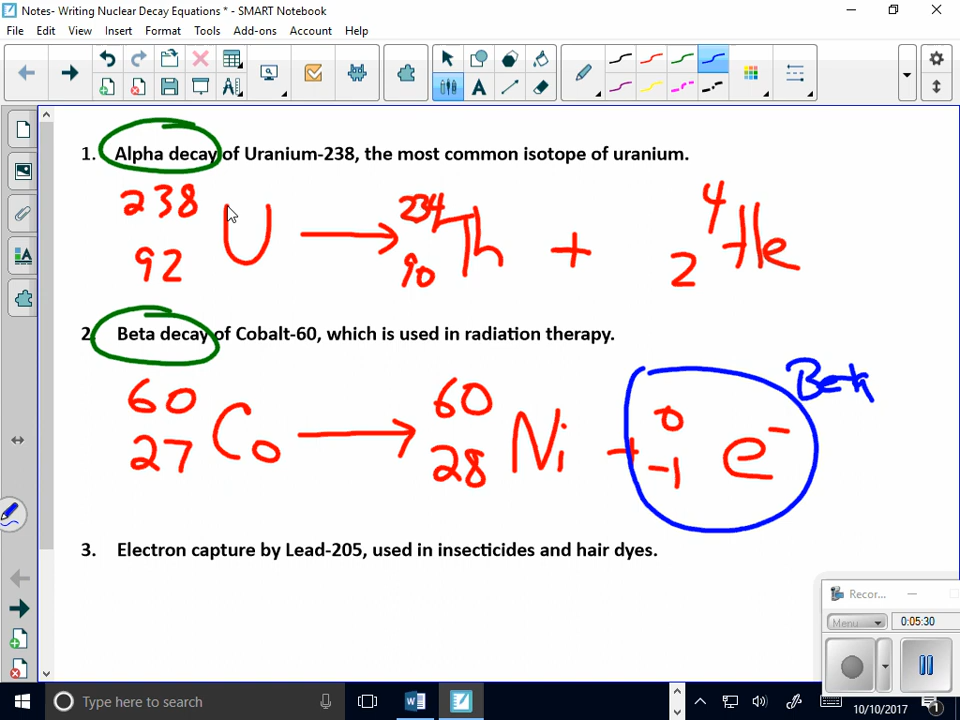 Notes- Writing Nuclear Decay Equations * - SMART Notebook
File Edit View Insert Format Tools Add-ons Account Help
1. Alpha decay of Uranium-238, the most common isotope of uranium.
238 234 4
U → Th + He
92 90 2
2 Beta decay of Cobalt-60, which is used in radiation therapy.
Beta
60 60 0
Co → Ni + e-
27 28 -1
3. Electron capture by Lead-205, used in insecticides and hair dyes.
Recor...
Menu 0:05:30
Type here to search
10/10/2017 1